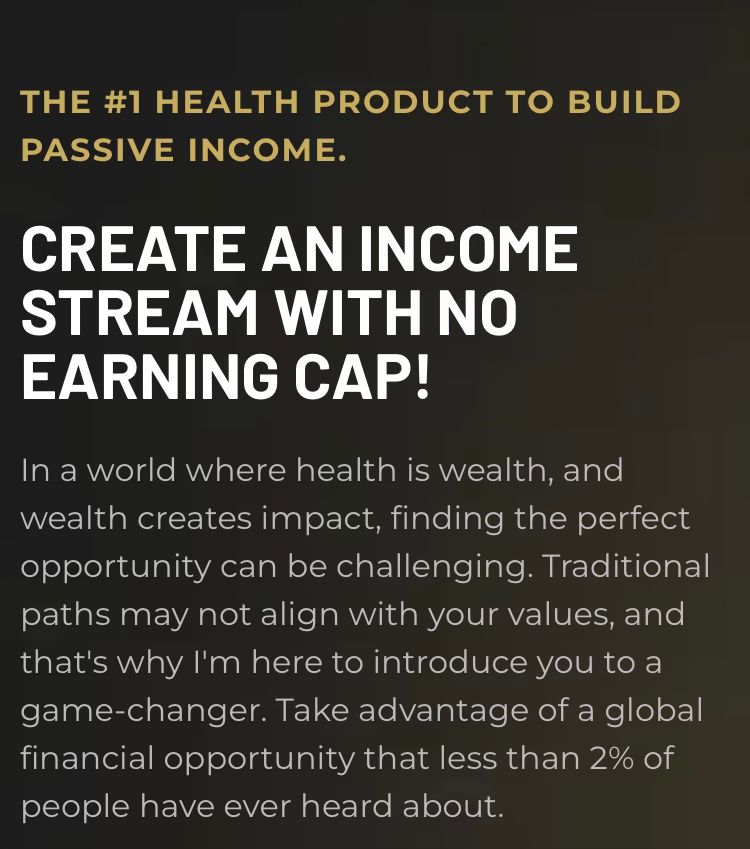 THE #1 HEALTH PRODUCT TO BUILD
PASSIVE INCOME.
CREATE AN INCOME
STREAM WITH NO
EARNING CAP!
In a world where health is wealth, and
wealth creates impact, finding the perfect
opportunity can be challenging. Traditional
paths may not align with your values, and
that's why I'm here to introduce you to a
game-changer. Take advantage of a global
financial opportunity that less than 2% of
people have ever heard about.